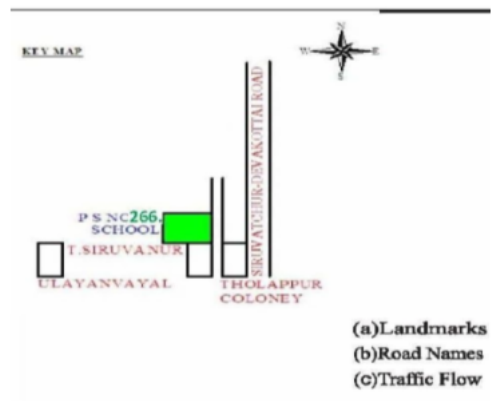 N
KEY MAP
W
E
S
SIRUVATCHUR-DEVAKOTTAI ROAD
P S NC266.
SCHOOL
T.SIRUVANUR
ULAYANVAYAL
THOLAPPUR
COLONEY
(a)Landmarks
(b)Road Names
(c)Traffic Flow